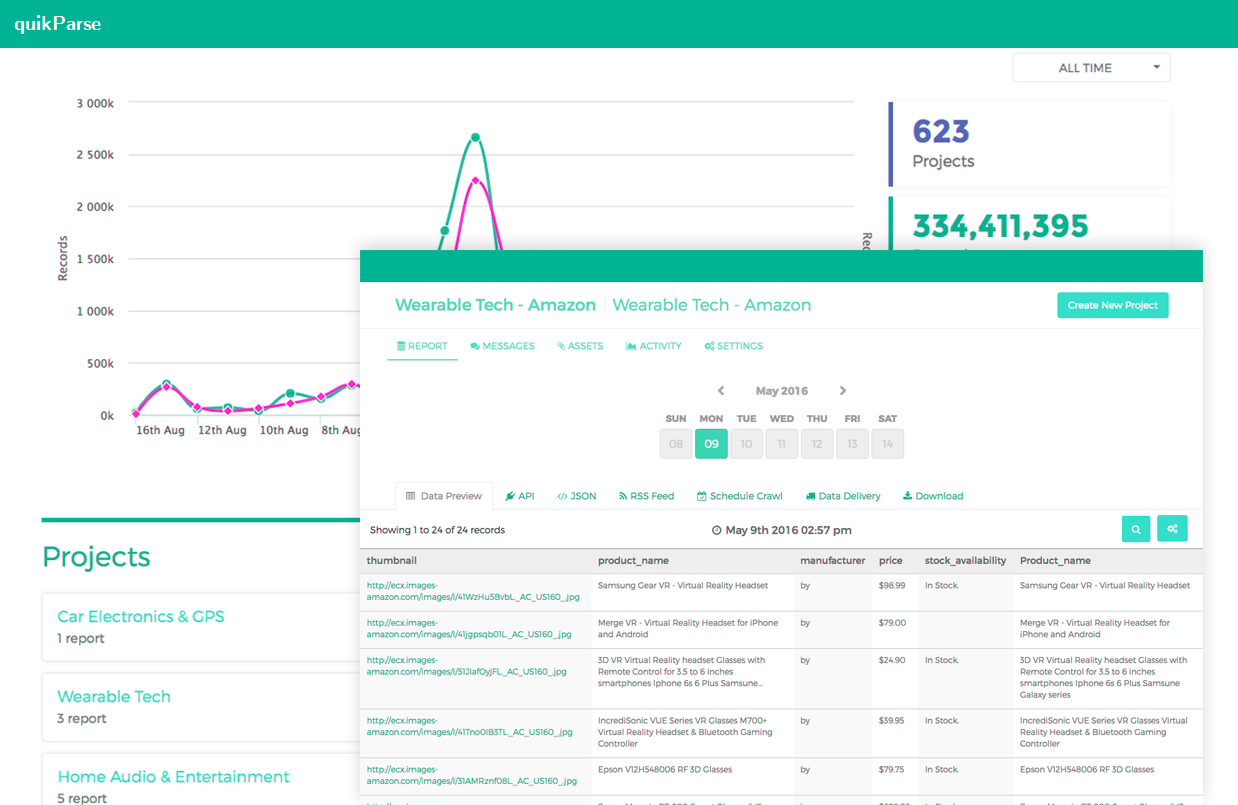 quikParse
ALL TIME
3 000k
2 500k
2 000k
1 500k
1 000k
500k
0k
Records
16th Aug 12th Aug 10th Aug 8th Aug
623
Projects
334,411,395
Projects
Car Electronics & GPS
1 report
Wearable Tech
3 report
Home Audio & Entertainment
5 report
Wearable Tech - Amazon Wearable Tech - Amazon
Create New Project
REPORT MESSAGES ASSETS ACTIVITY SETTINGS
May 2016
SUN MON TUE WED THU FRI SAT
08 09 10 11 12 13 14
Data Preview API JSON RSS Feed Schedule Crawl Data Delivery Download
Showing 1 to 24 of 24 records
May 9th 2016 02:57 pm
thumbnail product_name manufacturer price stock_availability Product_name
http://ecx.images-
amazon.com/images/I/41WzHu5BvbL._AC_US160_.jpg
Samsung Gear VR - Virtual Reality Headset
by
$98.99
In Stock.
Samsung Gear VR - Virtual Reality Headset
http://ecx.images-
amazon.com/images/I/41jgpsqb01L._AC_US160_.jpg
Merge VR - Virtual Reality Headset for iPhone
and Android
by
$79.00
Merge VR - Virtual Reality Headset for
iPhone and Android
http://ecx.images-
amazon.com/images/I/51JIafOyjFL._AC_US160_.jpg
3D VR Virtual Reality headset Glasses with
Remote Control for 3.5 to 6 inches
smartphones Iphone 6s 6 Plus Samsune...
by
$24.90
In Stock.
3D VR Virtual Reality headset Glasses with
Remote Control for 3.5 to 6 inches
smartphones Iphone 6s 6 Plus Samsune
Galaxy series
http://ecx.images-
amazon.com/images/I/41Tno0IB3TL._AC_US160_.jpg
IncrediSonic VUE Series VR Glasses M700+
Virtual Reality Headset & Bluetooth Gaming
Controller
by
$39.95
In Stock.
IncrediSonic VUE Series VR Glasses Virtual
Reality Headset & Bluetooth Gaming
Controller
http://ecx.images-
amazon.com/images/I/31AMRznf08L._AC_US160_.jpg
Epson V12H548006 RF 3D Glasses
by
$79.75
In Stock.
Epson V12H548006 RF 3D Glasses